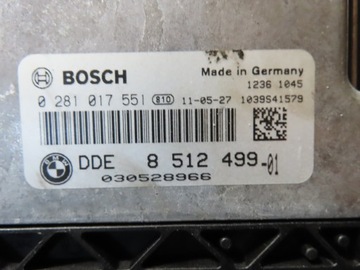 BOSCH
Made in Germany
1236 1045
0 281 017 551 810 11-05-27 1039S41579
BMW
DDE 8 512 499-01
030528966